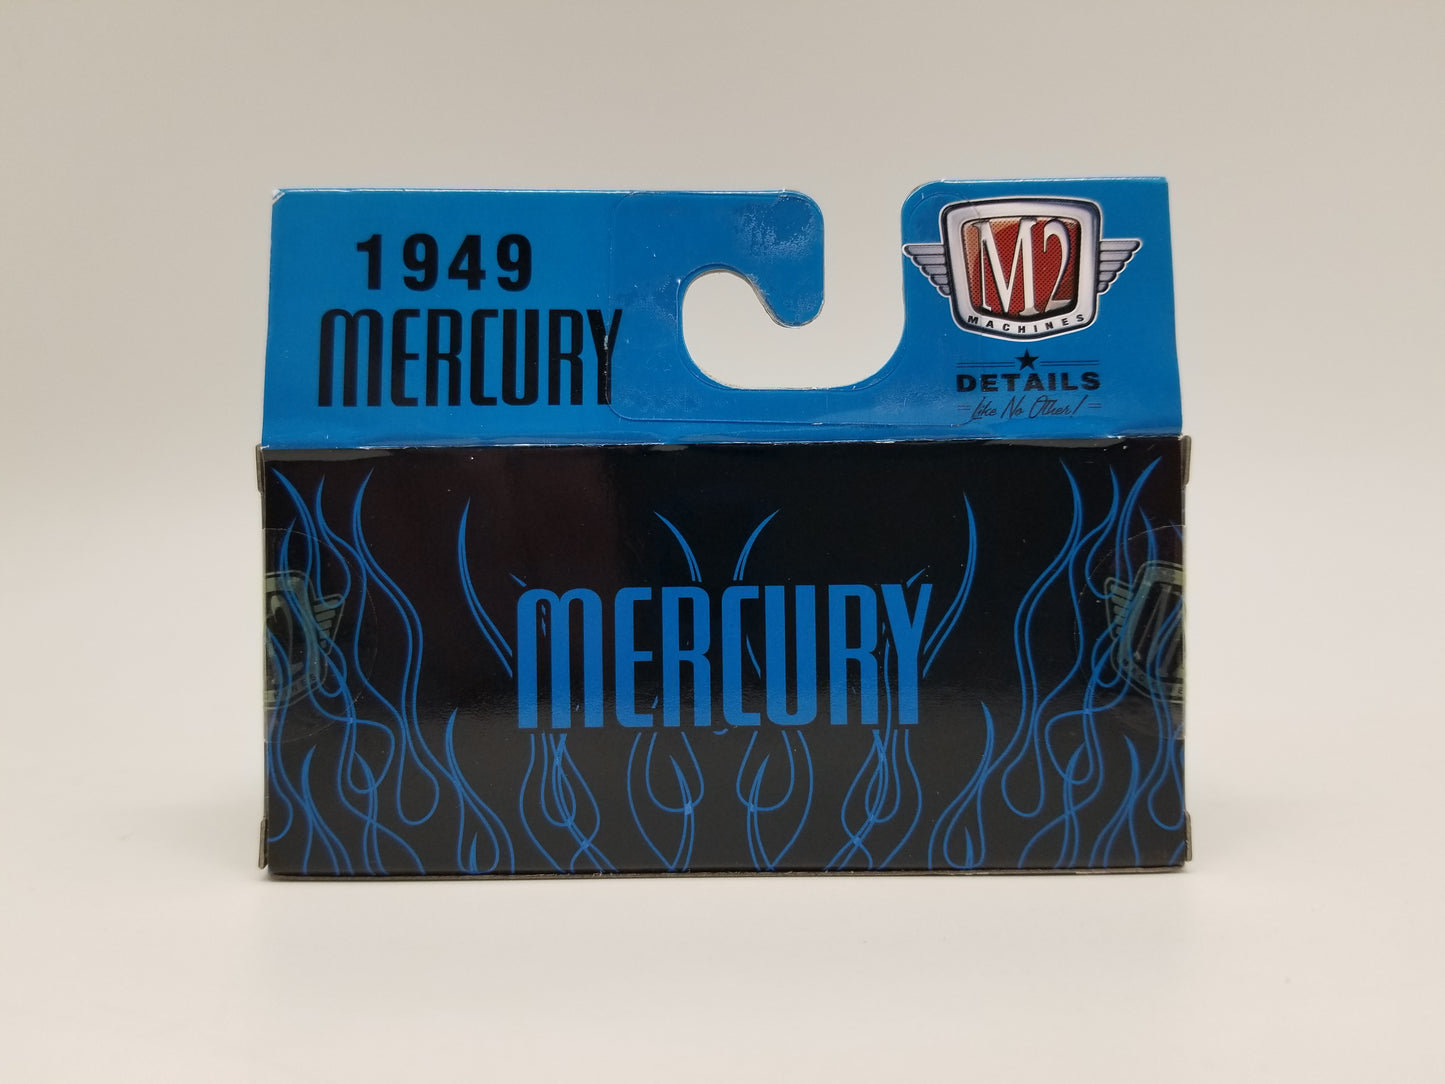 1949
MERCURY
M2
MACHINES
DETAILS
Like No Other!
MERCURY